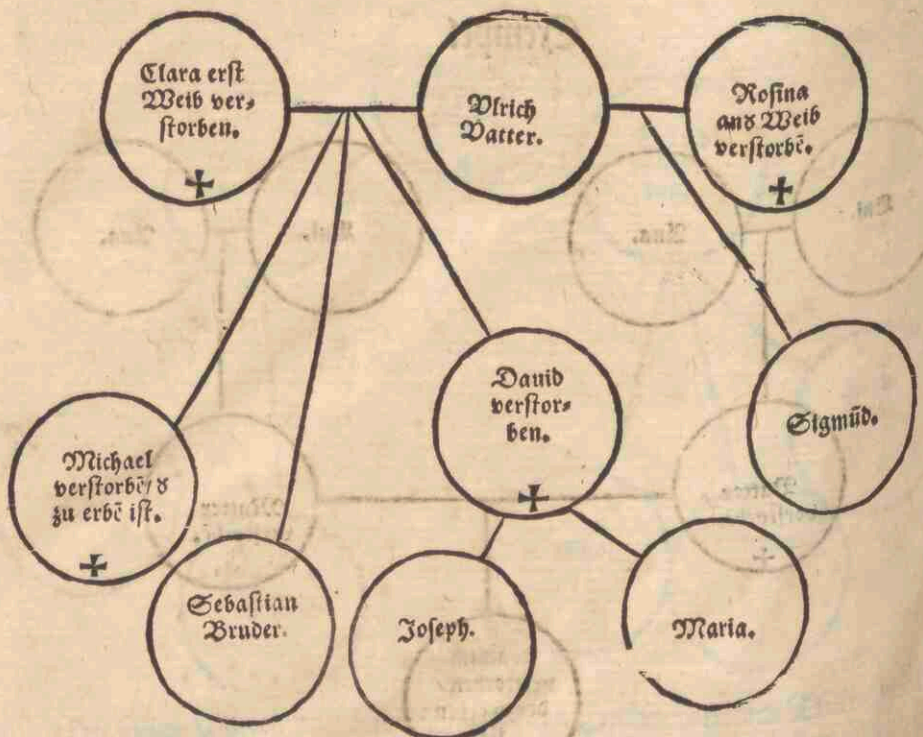 Clara erst
Weib ver⸗
storben.
Vlrich
Vatter.
Rosina
and Weib
verstorbē.
Dauid
verstor⸗
ben.
Sigmūd.
Michael
verstorbē / d
zu erbē ist.
Sebastian
Bruder.
Joseph.
Maria.